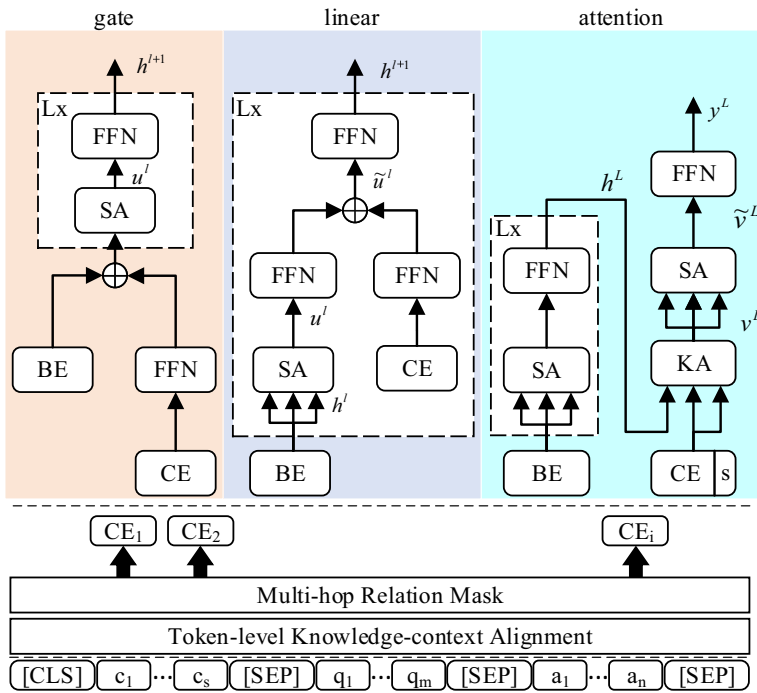 gate
linear
attention
h^{l+1}
Lx
FFN
u^l
SA
BE
FFN
CE
h^{l+1}
Lx
FFN
ũ^l
FFN
FFN
u^l
SA
CE
h^l
BE
y^L
h^L
FFN
ṽ^L
Lx
FFN
SA
v^L
SA
KA
BE
CE s
CE₁ CE₂ CEᵢ
Multi-hop Relation Mask
Token-level Knowledge-context Alignment
[CLS] c₁ ··· cₛ [SEP] q₁ ··· qₘ [SEP] a₁ ··· aₙ [SEP]